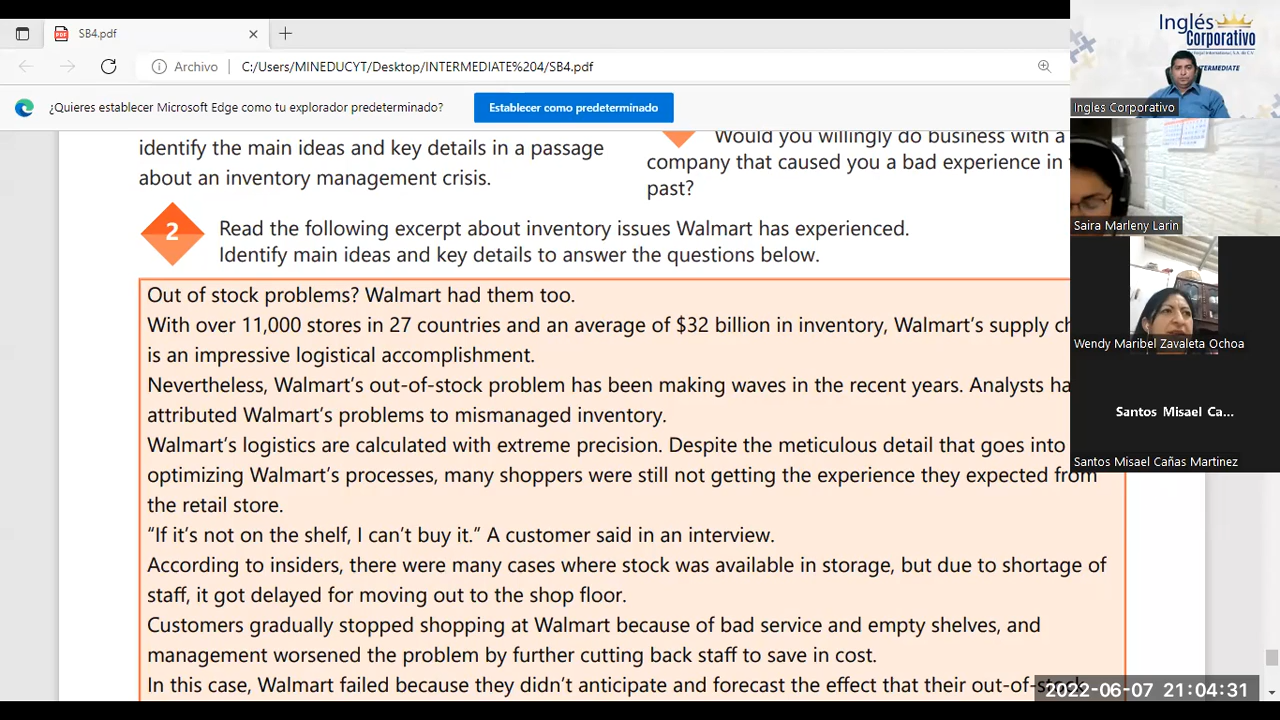 SB4.pdf
Archivo
C:/Users/MINEDUCYT/Desktop/INTERMEDIATE%204/SB4.pdf
¿Quieres establecer Microsoft Edge como tu explorador predeterminado?
Establecer como predeterminado
identify the main ideas and key details in a passage
about an inventory management crisis.
Would you willingly do business with a
company that caused you a bad experience in
past?
2
Read the following excerpt about inventory issues Walmart has experienced.
Identify main ideas and key details to answer the questions below.
Out of stock problems? Walmart had them too.
With over 11,000 stores in 27 countries and an average of $32 billion in inventory, Walmart's supply ch
is an impressive logistical accomplishment.
Nevertheless, Walmart's out-of-stock problem has been making waves in the recent years. Analysts ha
attributed Walmart's problems to mismanaged inventory.
Walmart's logistics are calculated with extreme precision. Despite the meticulous detail that goes into
optimizing Walmart's processes, many shoppers were still not getting the experience they expected from
the retail store.
“If it's not on the shelf, I can't buy it.” A customer said in an interview.
According to insiders, there were many cases where stock was available in storage, but due to shortage of
staff, it got delayed for moving out to the shop floor.
Customers gradually stopped shopping at Walmart because of bad service and empty shelves, and
management worsened the problem by further cutting back staff to save in cost.
In this case, Walmart failed because they didn't anticipate and forecast the effect that their out-of-stock
Inglés
Corporativo
INTERMEDIATE
Ingles Corporativo
Saira Marleny Larin
Wendy Maribel Zavaleta Ochoa
Santos Misael Ca...
Santos Misael Cañas Martinez
2022-06-07 21:04:31